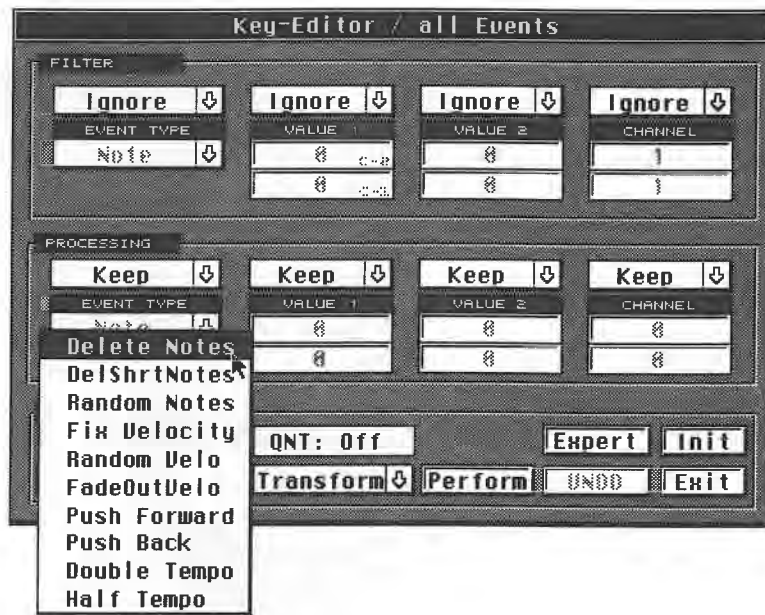 Key-Editor / all Events
FILTER
Ignore Ignore Ignore Ignore
EVENT TYPE VALUE 1 VALUE 2 CHANNEL
Note 0 c-2 0 1
0 c-2 0 1
PROCESSING
Keep Keep Keep Keep
EVENT TYPE VALUE 1 VALUE 2 CHANNEL
Note 0 0 0
0 0 0
Delete Notes
DelShrtNotes
Random Notes
Fix Velocity
Random Velo
FadeOutVelo
Push Forward
Push Back
Double Tempo
Half Tempo
QNT: Off Expert Init
Transform Perform UNDO Exit